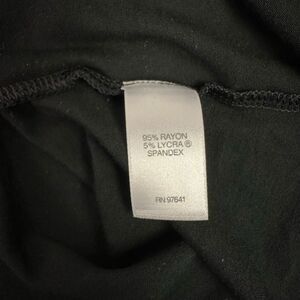 95% RAYON
5% LYCRA ®
SPANDEX
RN 97641